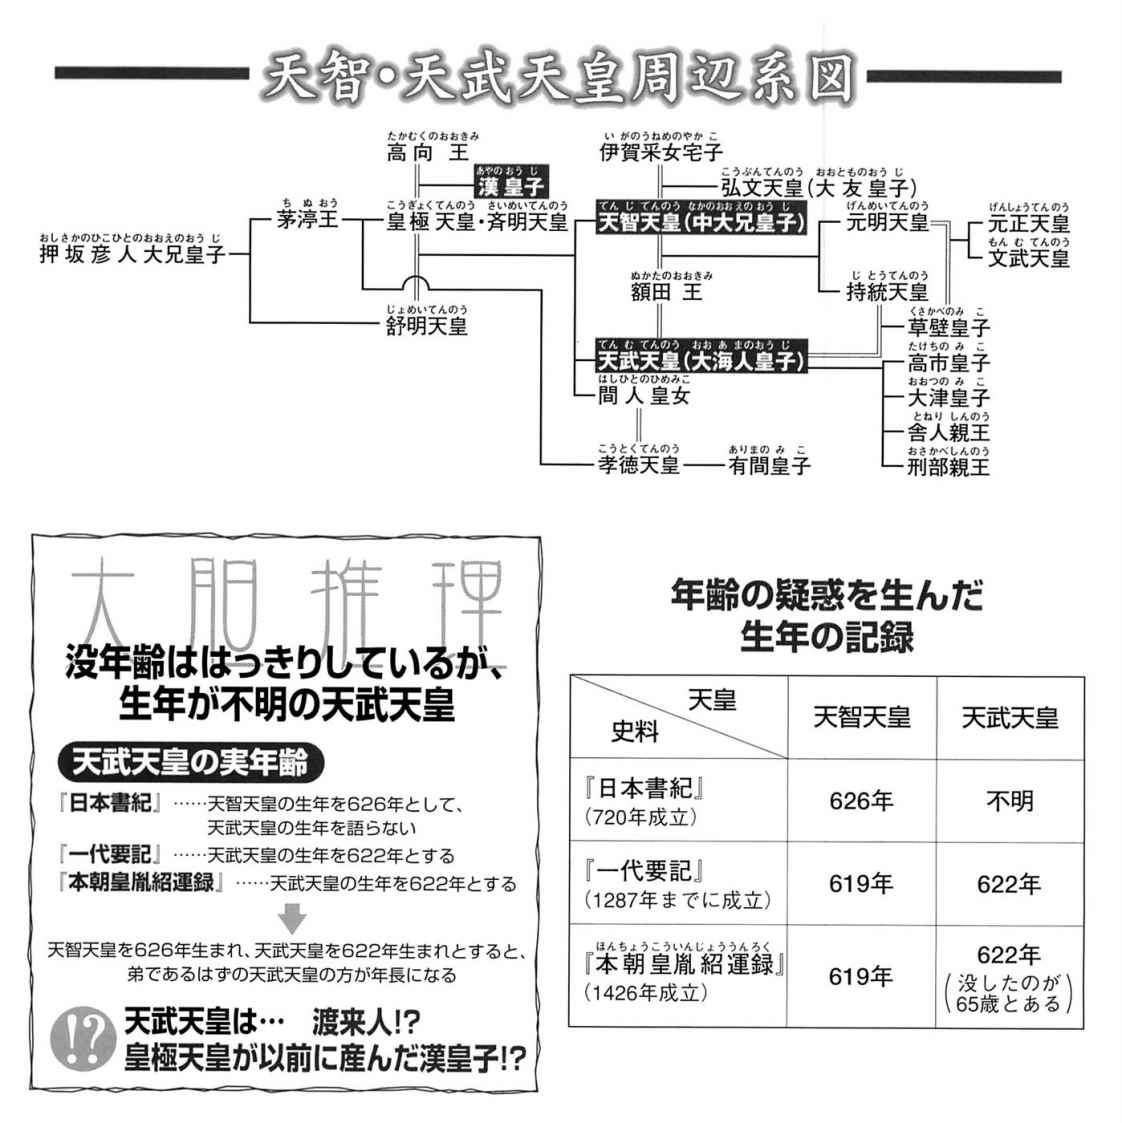 天智・天武天皇周辺系図
たかむくのおおきみ
高向王
あやのおうじ
漢皇子
ちぬおう
茅渟王
こうぎょくてんのう さいめいてんのう
皇極天皇・斉明天皇
おしさかのひこひとのおおえのおうじ
押坂彦人大兄皇子
じょめいてんのう
舒明天皇
いがのうねめのやかこ
伊賀采女宅子
こうぶんてんのう おおとものおうじ
弘文天皇(大友皇子)
てんじてんのう なかのおおえのおうじ
天智天皇(中大兄皇子)
ぬかたのおおきみ
額田王
てんむてんのう おおあまのおうじ
天武天皇(大海人皇子)
はしひとのひめみこ
間人皇女
こうとくてんのう
孝徳天皇
ありまのみこ
有間皇子
げんめいてんのう
元明天皇
げんしょうてんのう
元正天皇
もんむてんのう
文武天皇
じとうてんのう
持統天皇
くさかべのみこ
草壁皇子
たけちのみこ
高市皇子
おおつのみこ
大津皇子
とねりしんのう
舎人親王
おさかべしんのう
刑部親王
大胆推理
没年齢ははっきりしているが、
生年が不明の天武天皇
天武天皇の実年齢
『日本書紀』……天智天皇の生年を626年として、
天武天皇の生年を語らない
『一代要記』……天武天皇の生年を622年とする
『本朝皇胤紹運録』……天武天皇の生年を622年とする
天智天皇を626年生まれ、天武天皇を622年生まれとすると、
弟であるはずの天武天皇の方が年長になる
!? 天武天皇は… 渡来人!?
皇極天皇が以前に産んだ漢皇子!?
年齢の疑惑を生んだ
生年の記録
天皇
史料
天智天皇
天武天皇
『日本書紀』
(720年成立)
626年
不明
『一代要記』
(1287年までに成立)
619年
622年
ほんちょうこういんじょううんろく
『本朝皇胤紹運録』
(1426年成立)
619年
622年
(没したのが
65歳とある)